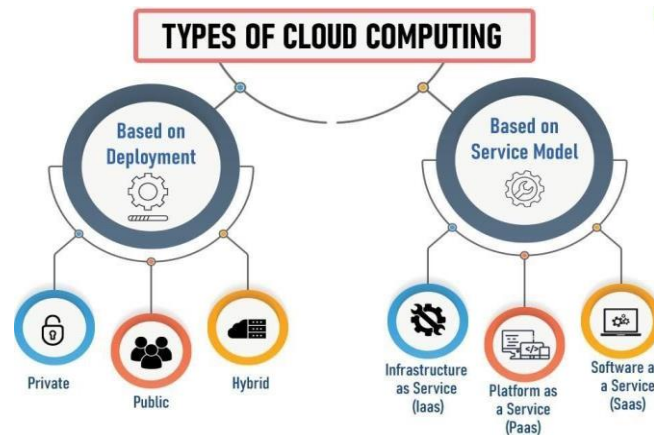 TYPES OF CLOUD COMPUTING
Based on
Deployment
Private
Public
Hybrid
Based on
Service Model
Infrastructure
as Service
(Iaas)
Platform as
a Service
(Paas)
Software a
a Service
(Saas)